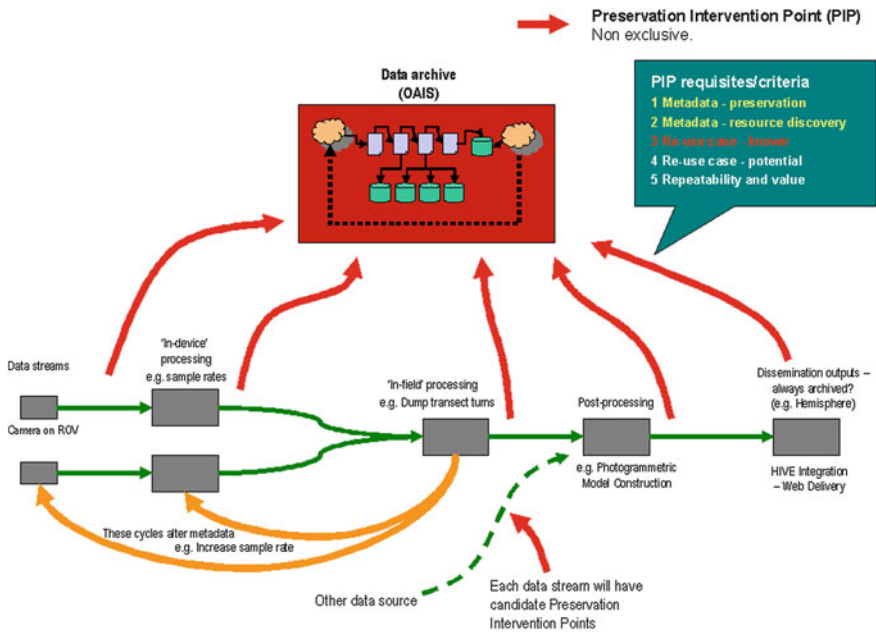 Preservation Intervention Point (PIP)
Non exclusive.
Data archive
(OAIS)
PIP requisites/criteria
1 Metadata - preservation
2 Metadata - resource discovery
3 Re-use case - known
4 Re-use case - potential
5 Repeatability and value
Data streams
'In-device'
processing
e.g. sample rates
'In-field' processing
e.g. Dump transect turns
Post-processing
Dissemination outputs –
always archived?
(e.g. Hemisphere)
Camera on ROV
e.g. Photogrammetric
Model Construction
HIVE Integration
– Web Delivery
These cycles alter metadata
e.g. Increase sample rate
Other data source
Each data stream will have
candidate Preservation
Intervention Points